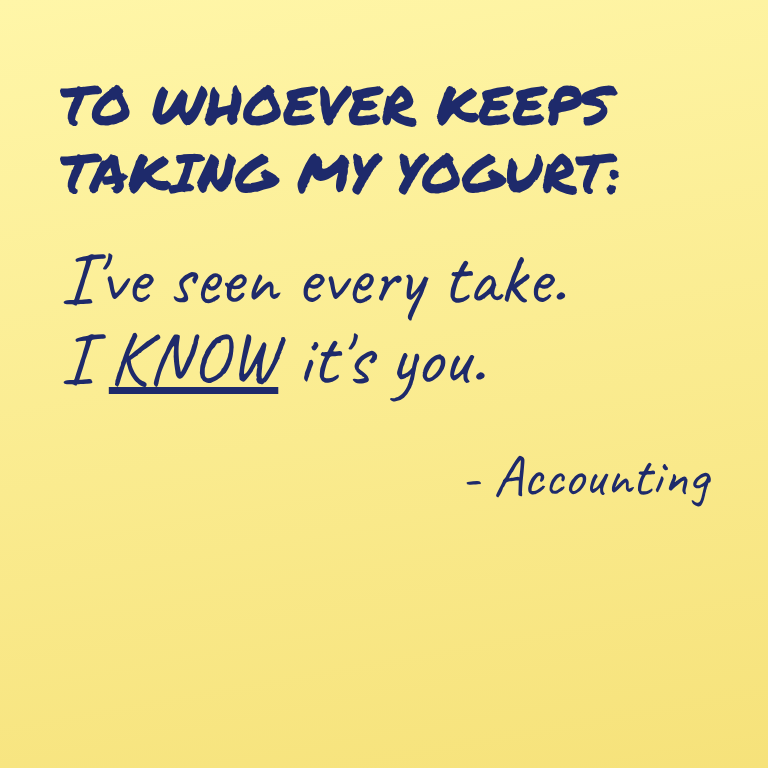 TO WHOEVER KEEPS
TAKING MY YOGURT:
I've seen every take.
I KNOW it's you.
- Accounting